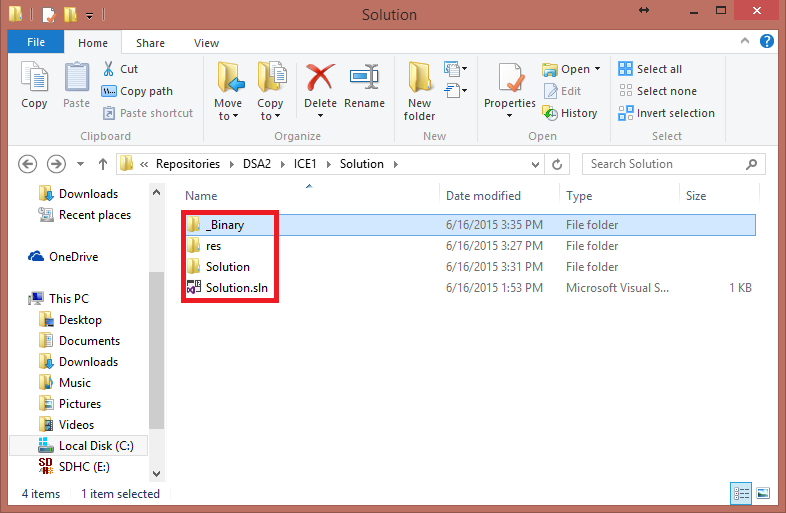 Solution
File Home Share View
Copy
Paste
Cut
Copy path
Paste shortcut
Clipboard
Move to
Copy to
Delete
Rename
Organize
New folder
New
Properties
Open
Edit
History
Open
Select all
Select none
Invert selection
Select
« Repositories DSA2 ICE1 Solution
Search Solution
Name Date modified Type Size
Downloads
Recent places
OneDrive
This PC
Desktop
Documents
Downloads
Music
Pictures
Videos
Local Disk (C:)
SDHC (E:)
_Binary 6/16/2015 3:35 PM File folder
res 6/16/2015 3:27 PM File folder
Solution 6/16/2015 3:31 PM File folder
Solution.sln 6/16/2015 1:53 PM Microsoft Visual S... 1 KB
4 items 1 item selected